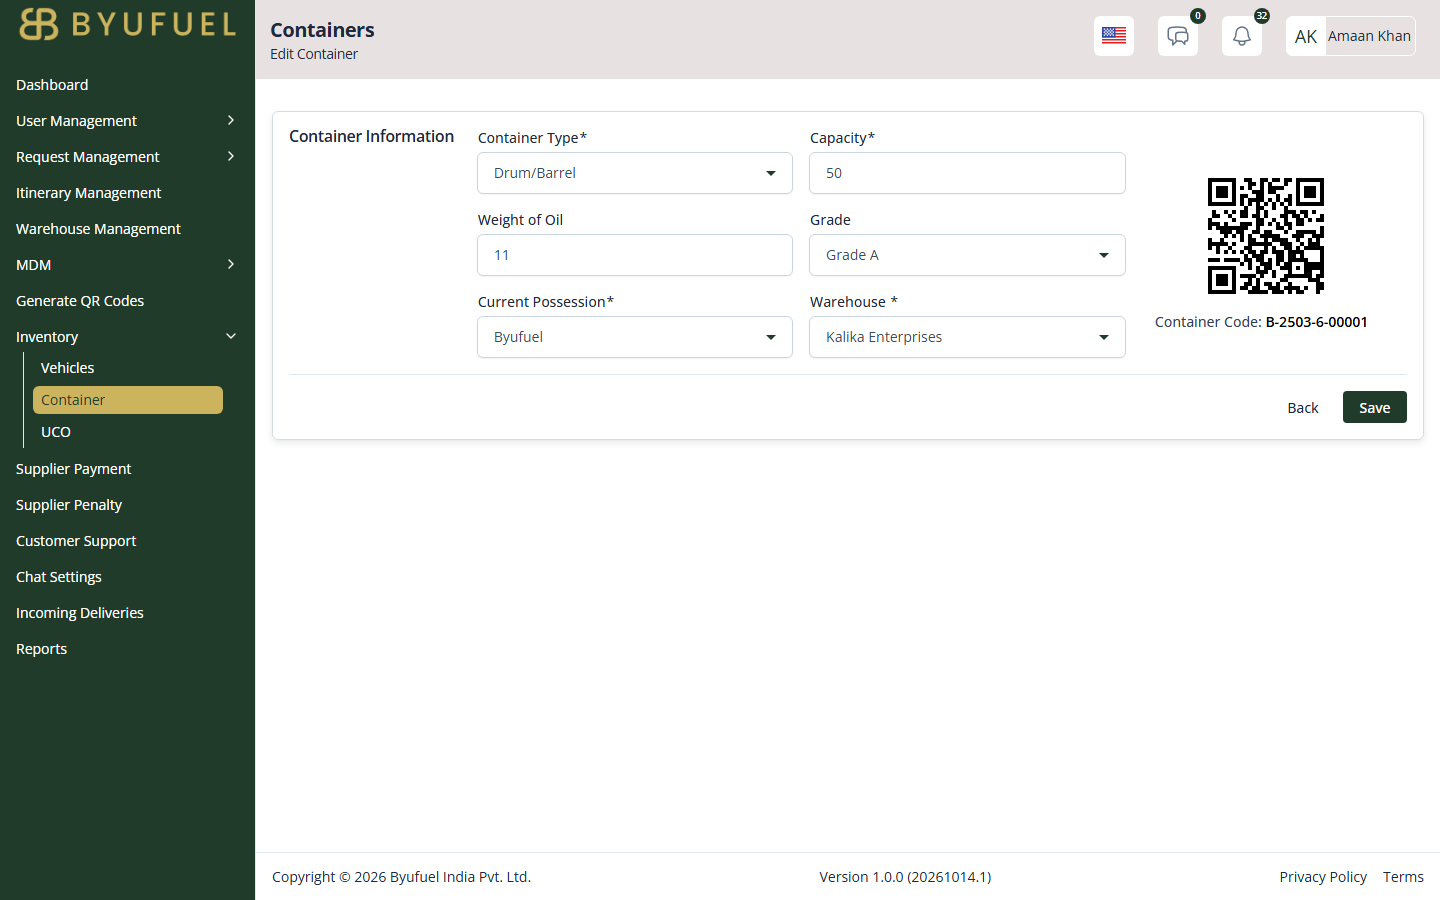 BYUFUEL
Dashboard
User Management
Request Management
Itinerary Management
Warehouse Management
MDM
Generate QR Codes
Inventory
Vehicles
Container
UCO
Supplier Payment
Supplier Penalty
Customer Support
Chat Settings
Incoming Deliveries
Reports
Containers
Edit Container
0
32
AK Amaan Khan
Container Information
Container Type*
Drum/Barrel
Capacity*
50
Weight of Oil
11
Grade
Grade A
Current Possession*
Byufuel
Warehouse *
Kalika Enterprises
Container Code: B-2503-6-00001
Back
Save
Copyright © 2026 Byufuel India Pvt. Ltd.
Version 1.0.0 (20261014.1)
Privacy Policy
Terms